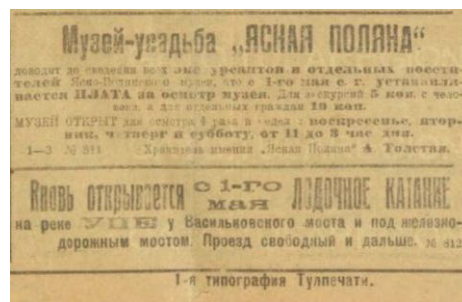 Музей-усадьба „ЯСНАЯ ПОЛЯНА“
доводит до сведения всех экскурсантов и отдельных посети-
телей Ясно-Полянского музея, что с 1-го мая с. г. устанавли-
вается ПЛАТА за осмотр музея. Для экскурсий 5 коп. с чело-
века, а для отдельных граждан 10 коп.
МУЗЕЙ ОТКРЫТ для осмотра 4 раза в неделю: воскресенье, втор-
ник, четверг и субботу, от 11 до 3 час дня.
1—3 № 811 Хранитель имения „Ясная Поляна“ А Толстая.
Вновь открывается с 1-го мая ЛОДОЧНОЕ КАТАНИЕ
на реке УПЕ у Васильковского моста и под железно-
дорожным мостом. Проезд свободный и дальше. № 812
1-я типография Тулпечати.